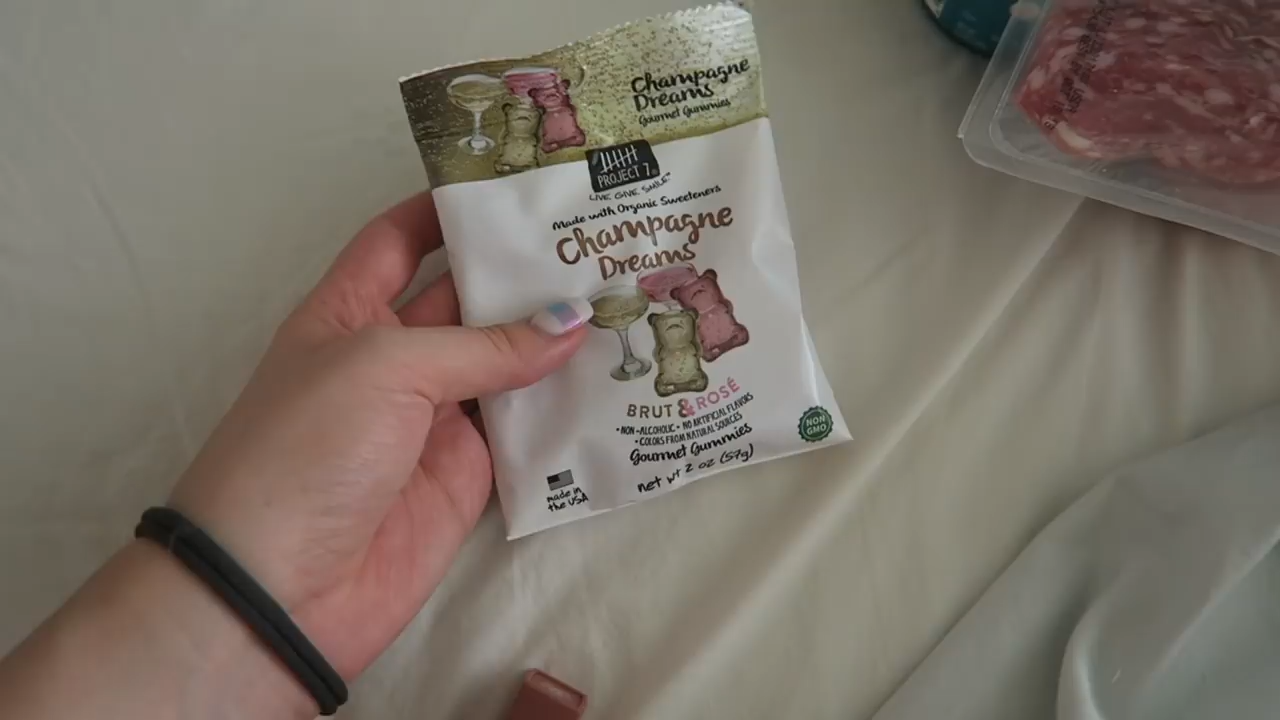 Champagne
Dreams
Gourmet Gummies
PROJECT 7
LIVE. GIVE. SMILE.™
Made with Organic Sweeteners
Champagne
Dreams
BRUT & ROSÉ
• NON-ALCOHOLIC • NO ARTIFICIAL FLAVORS
• COLORS FROM NATURAL SOURCES
Gourmet Gummies
net wt 2 oz (57g)
made in
the USA
NON
GMO